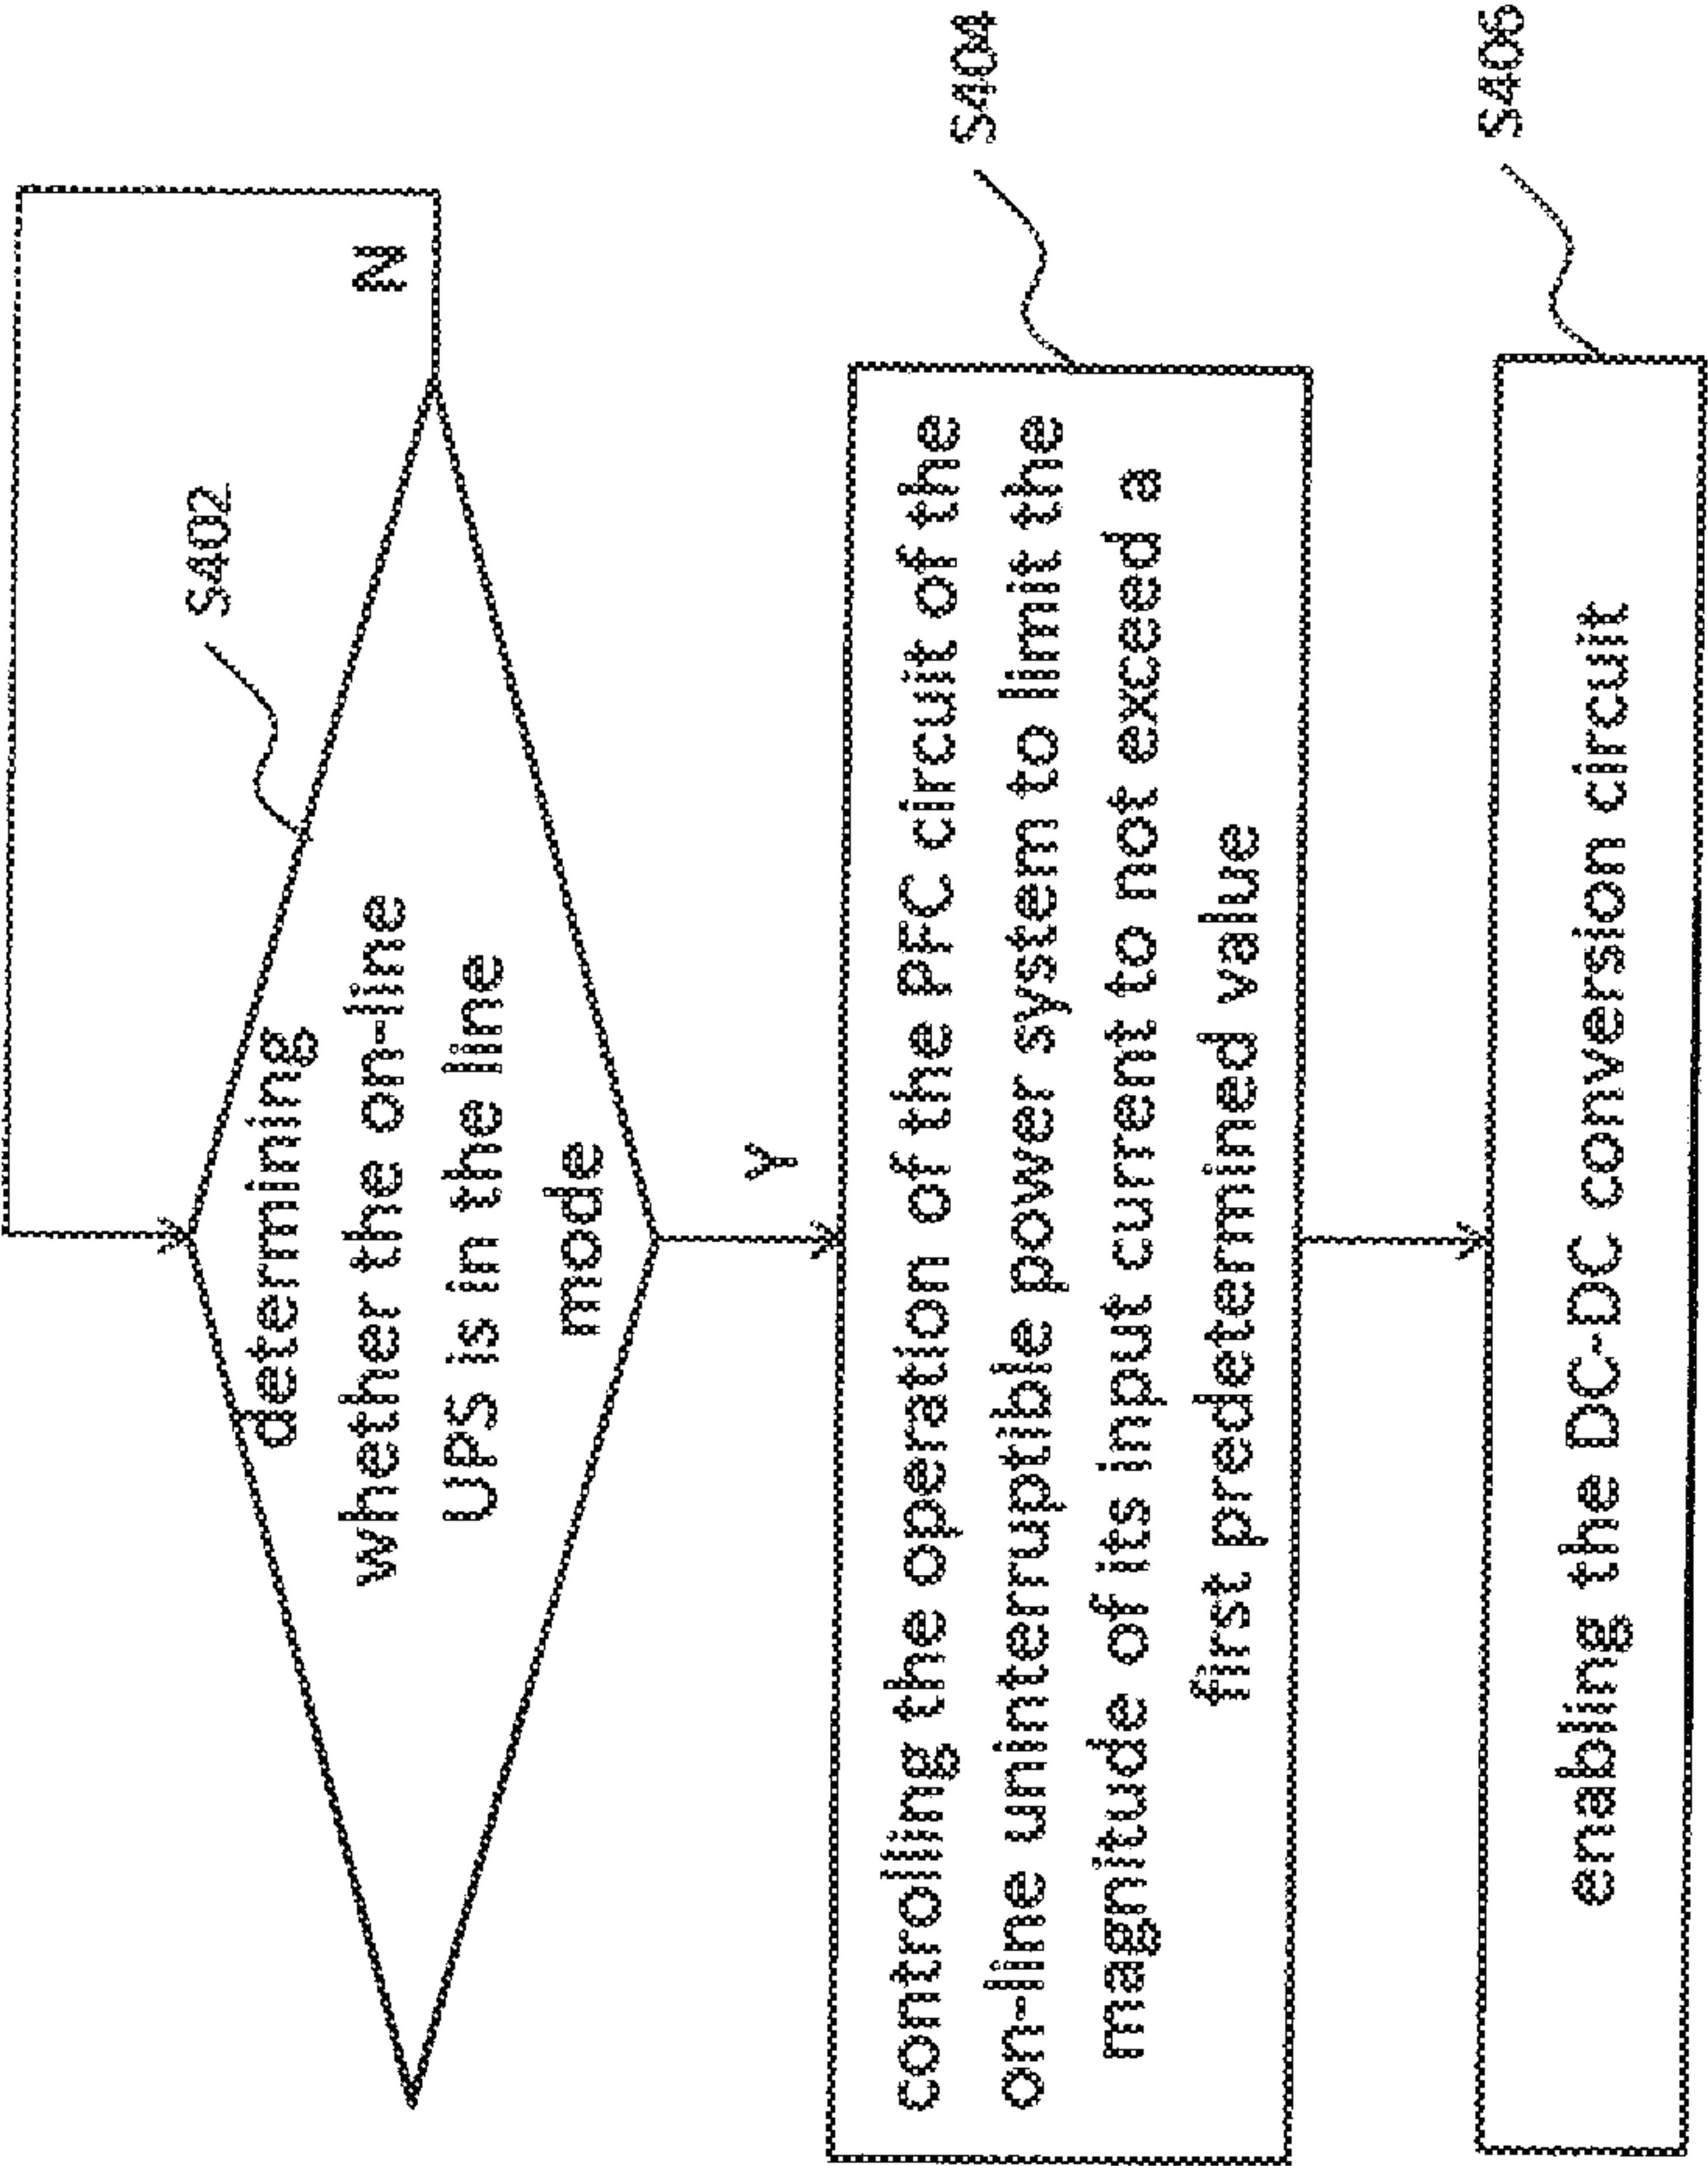 S402
determining
whether the on-line
UPS is in the line
mode
N
Y
S404
controlling the operation of the PFC circuit of the
on-line uninterruptible power system to limit the
magnitude of its input current to not exceed a
first predetermined value
S406
enabling the DC-DC conversion circuit